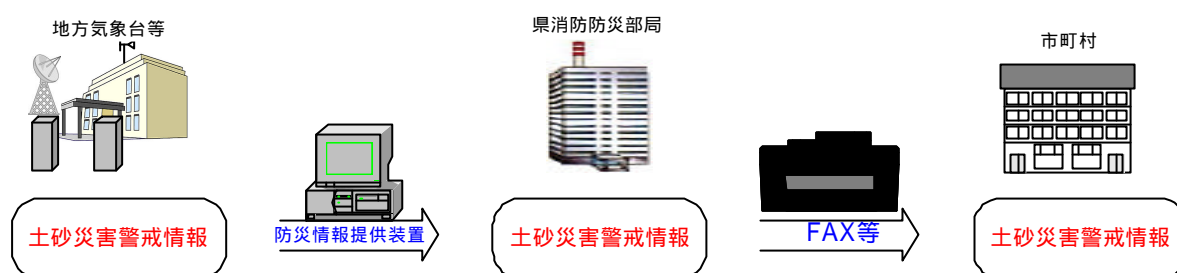 地方気象台等
県消防防災部局
市町村
土砂災害警戒情報
防災情報提供装置
土砂災害警戒情報
FAX等
土砂災害警戒情報